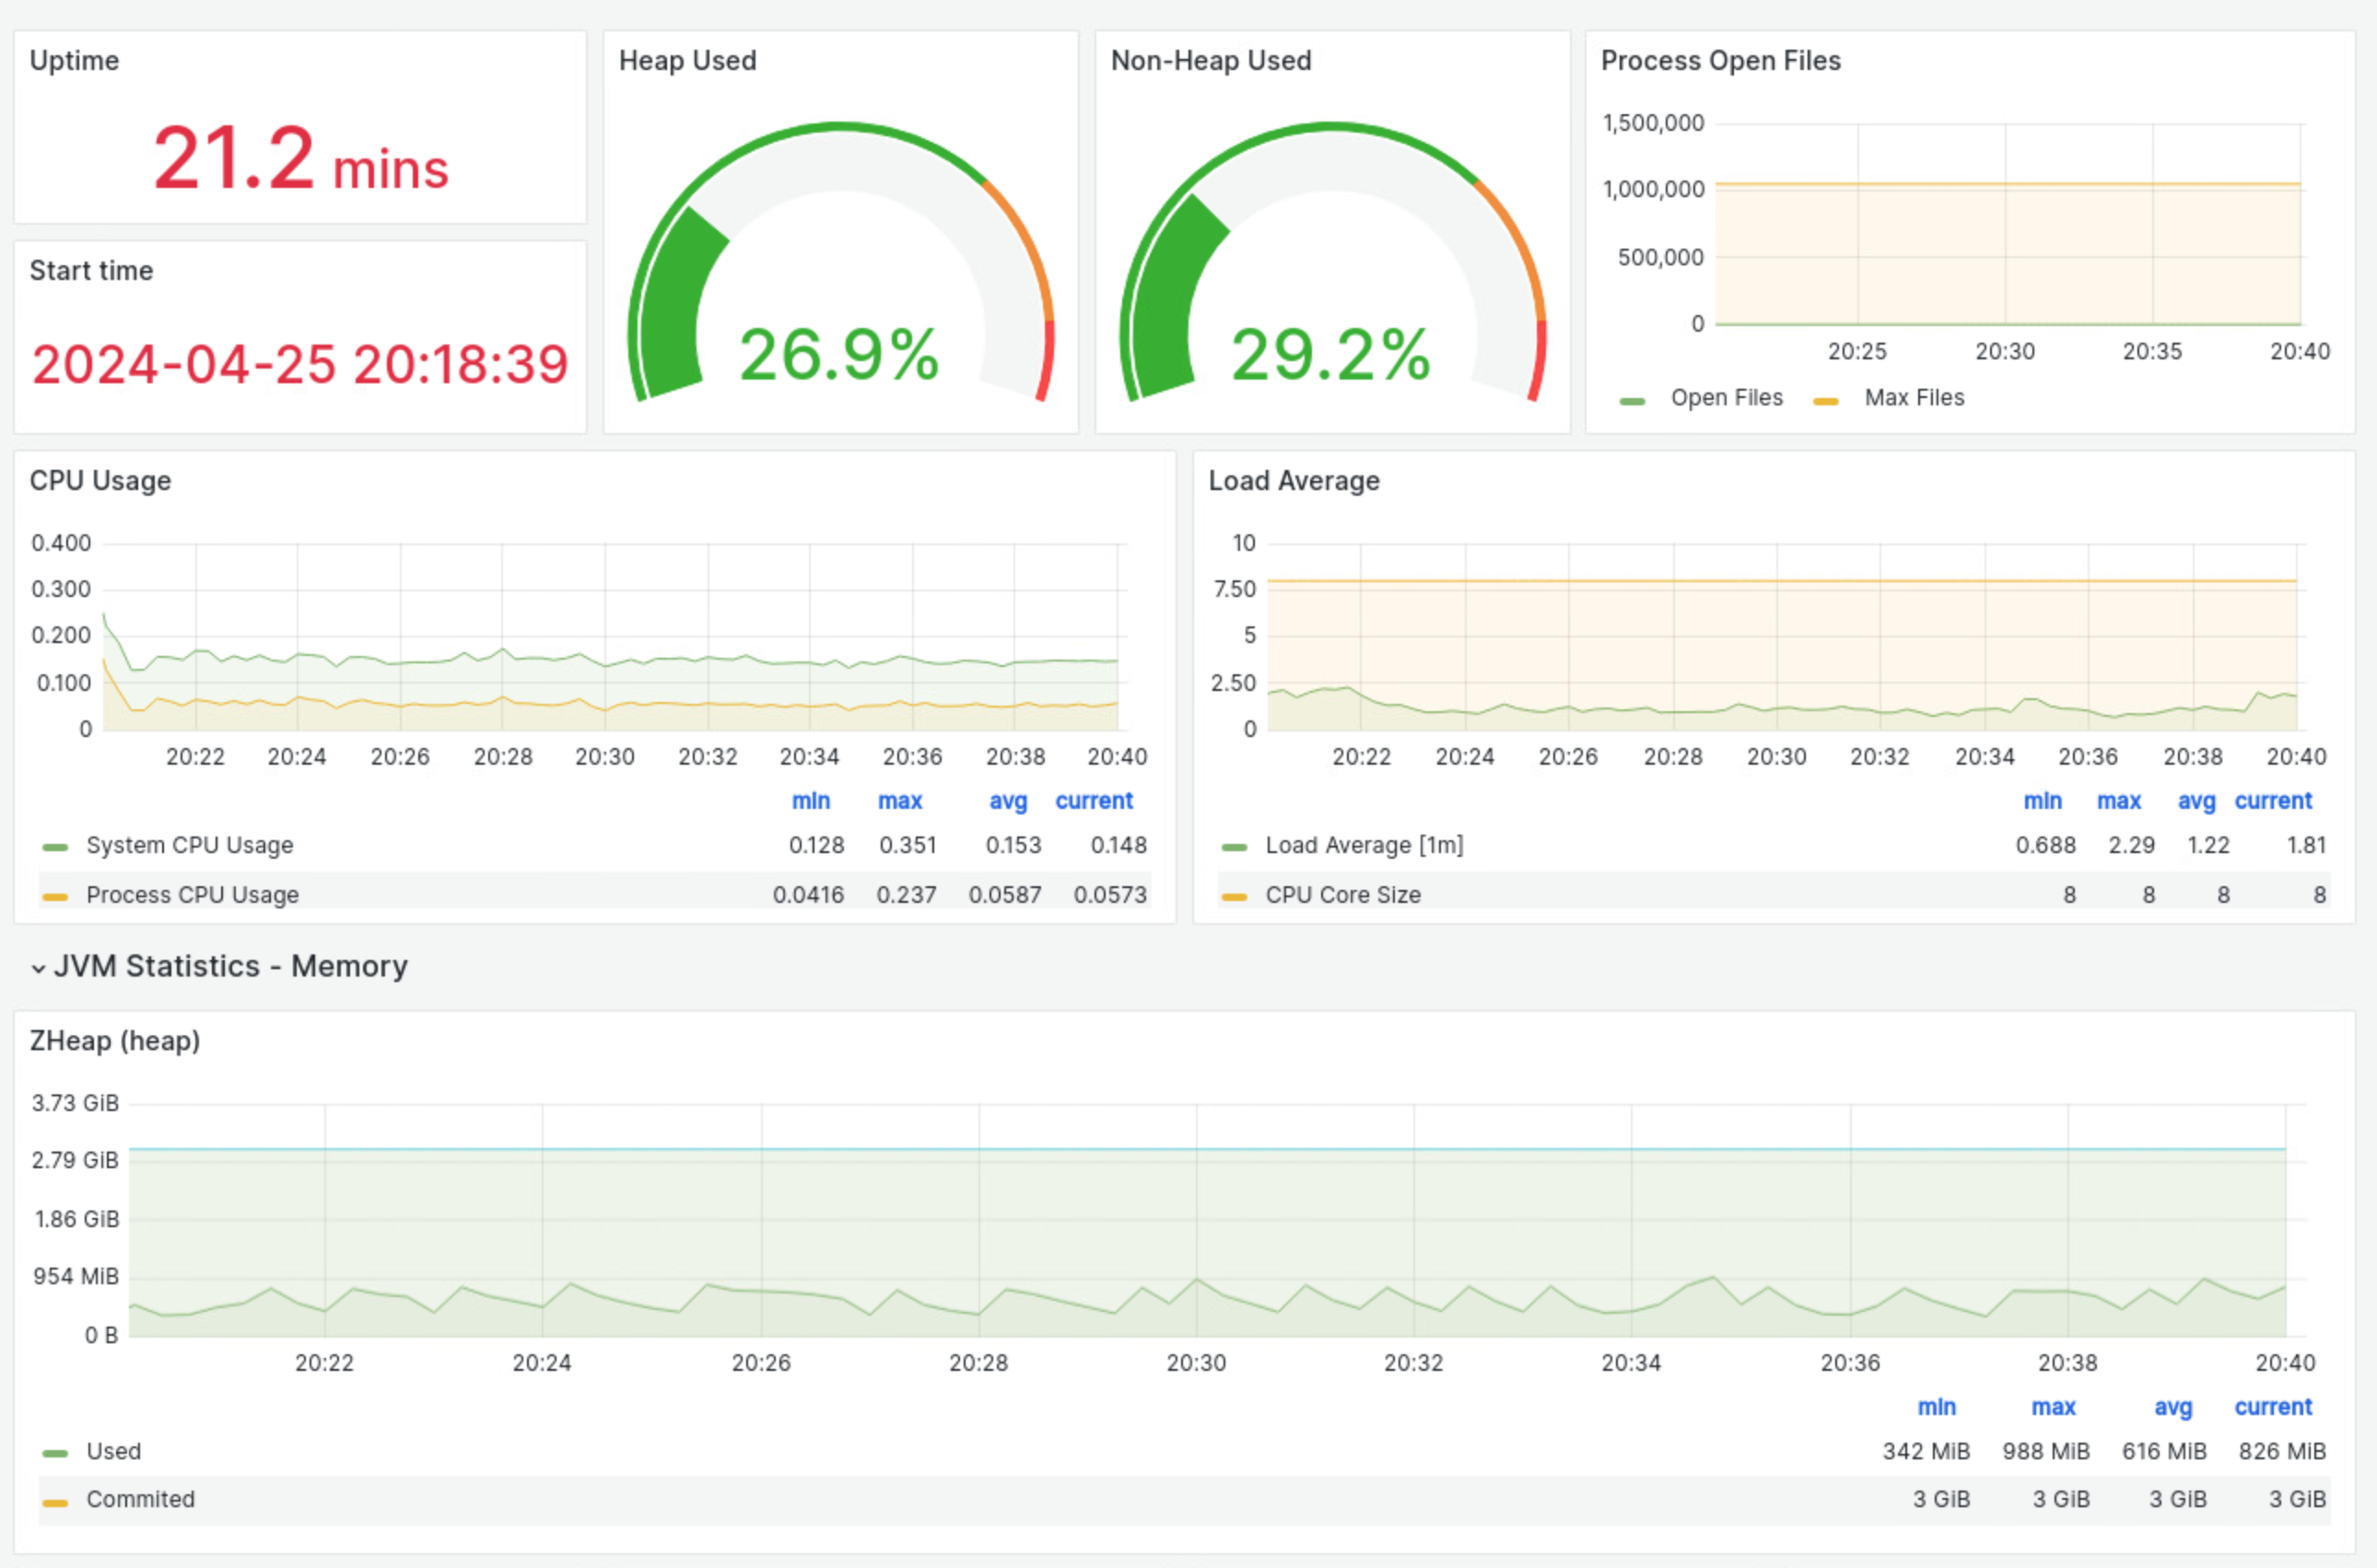 Uptime
21.2 mins
Start time
2024-04-25 20:18:39
Heap Used
26.9%
Non-Heap Used
29.2%
Process Open Files
1,500,000
1,000,000
500,000
0
20:25 20:30 20:35 20:40
Open Files Max Files
CPU Usage
0.400
0.300
0.200
0.100
0
20:22 20:24 20:26 20:28 20:30 20:32 20:34 20:36 20:38 20:40
min max avg current
System CPU Usage 0.128 0.351 0.153 0.148
Process CPU Usage 0.0416 0.237 0.0587 0.0573
Load Average
10
7.50
5
2.50
0
20:22 20:24 20:26 20:28 20:30 20:32 20:34 20:36 20:38 20:40
min max avg current
Load Average [1m] 0.688 2.29 1.22 1.81
CPU Core Size 8 8 8 8
JVM Statistics - Memory
ZHeap (heap)
3.73 GiB
2.79 GiB
1.86 GiB
954 MiB
0 B
20:22 20:24 20:26 20:28 20:30 20:32 20:34 20:36 20:38 20:40
min max avg current
Used 342 MiB 988 MiB 616 MiB 826 MiB
Commited 3 GiB 3 GiB 3 GiB 3 GiB